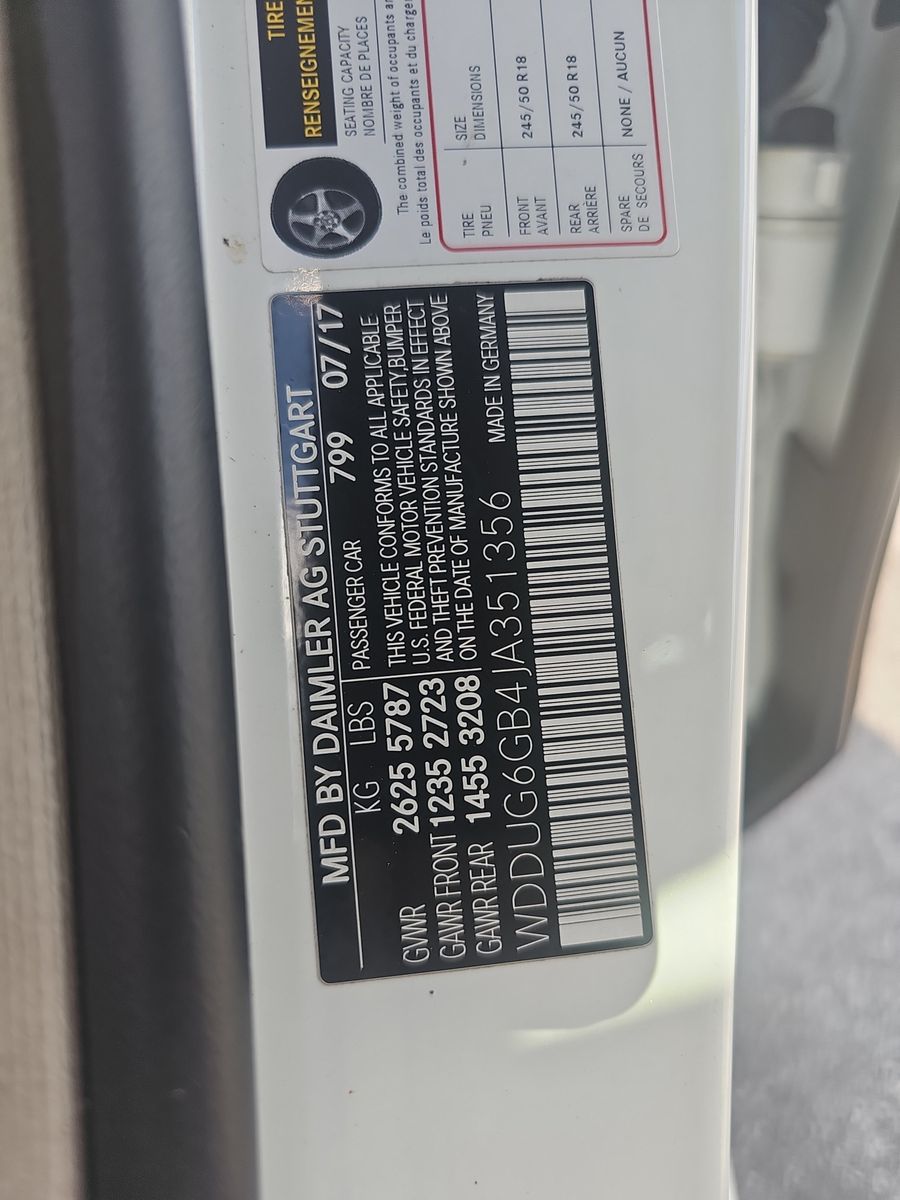 MFD BY DAIMLER AG STUTTGART
KG LBS PASSENGER CAR 799 07/17
GVWR 2625 5787
GAWR FRONT 1235 2723
GAWR REAR 1455 3208
THIS VEHICLE CONFORMS TO ALL APPLICABLE
U.S. FEDERAL MOTOR VEHICLE SAFETY, BUMPER
AND THEFT PREVENTION STANDARDS IN EFFECT
ON THE DATE OF MANUFACTURE SHOWN ABOVE
WDDUG6GB4JA351356 MADE IN GERMANY
TIRE
SEATING CAPACITY
NOMBRE DE PLACES
The combined weight of occupants
Le poids total des occupants et du
TIRE SIZE
PNEU DIMENSIONS
FRONT 245/50 R18
AVANT
REAR 245/50 R18
ARRIÈRE
SPARE NONE / AUCUN
DE SECOURS